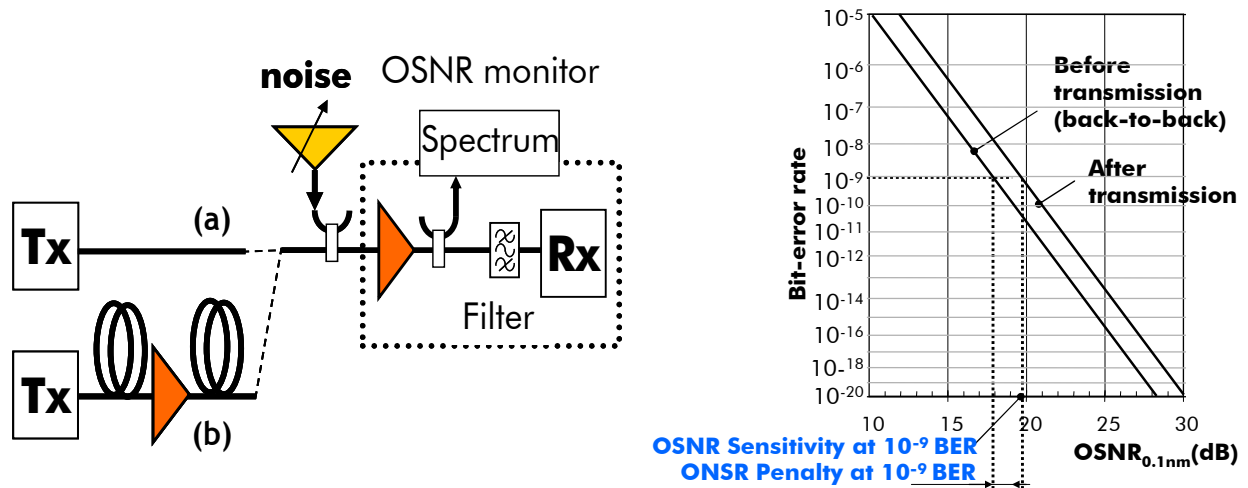 noise
OSNR monitor
Spectrum
Tx
(a)
Rx
Filter
Tx
(b)
Bit-error rate
10-5
10-6
10-7
10-8
10-9
10-10
10-11
10-12
10-14
10-16
10-18
10-20
Before
transmission
(back-to-back)
After
transmission
10 15 20 25 30
OSNR0.1nm(dB)
OSNR Sensitivity at 10-9 BER
ONSR Penalty at 10-9 BER